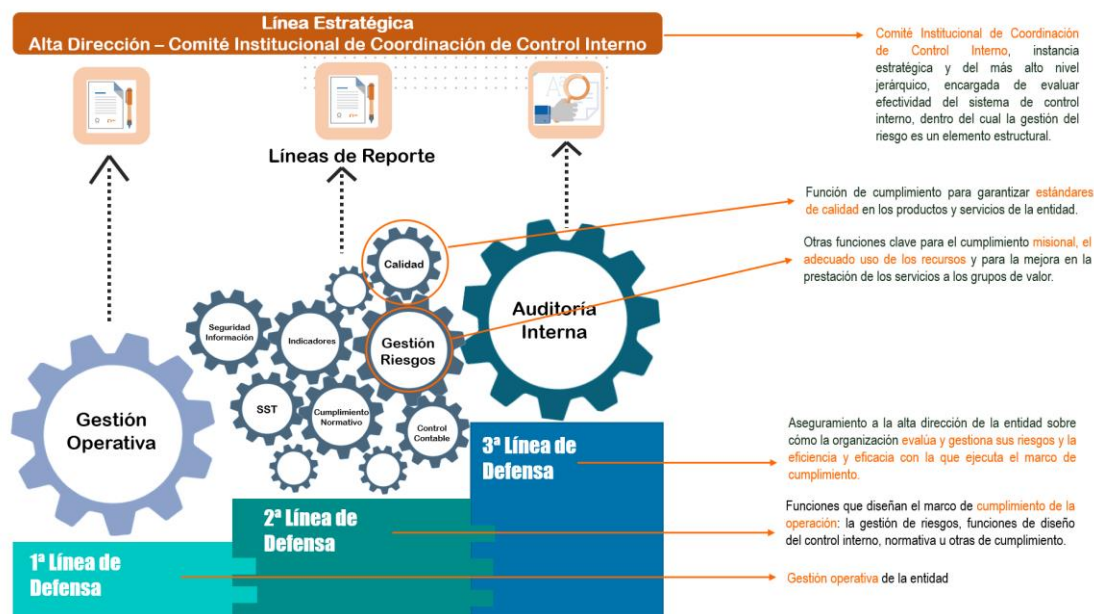 Línea Estratégica
Alta Dirección – Comité Institucional de Coordinación de Control Interno
Líneas de Reporte
Gestión
Operativa
Seguridad
Información
Indicadores
Calidad
Gestión
Riesgos
SST
Cumplimiento
Normativo
Control
Contable
Auditoría
Interna
1ª Línea de
Defensa
2ª Línea de
Defensa
3ª Línea de
Defensa
Comité Institucional de Coordinación
de Control Interno, instancia
estratégica y del más alto nivel
jerárquico, encargada de evaluar
efectividad del sistema de control
interno, dentro del cual la gestión del
riesgo es un elemento estructural.
Función de cumplimiento para garantizar estándares
de calidad en los productos y servicios de la entidad.
Otras funciones clave para el cumplimiento misional, el
adecuado uso de los recursos y para la mejora en la
prestación de los servicios a los grupos de valor.
Aseguramiento a la alta dirección de la entidad sobre
cómo la organización evalúa y gestiona sus riesgos y la
eficiencia y eficacia con la que ejecuta el marco de
cumplimiento.
Funciones que diseñan el marco de cumplimiento de la
operación: la gestión de riesgos, funciones de diseño
del control interno, normativa u otras de cumplimiento.
Gestión operativa de la entidad